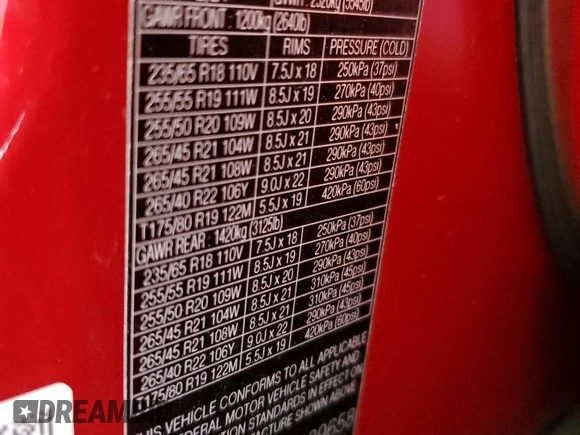 GAWR FRONT : 1200kg (2640lb)
TIRES RIMS PRESSURE (COLD)
235/65 R18 110V 7.5J x 18 250kPa (37psi)
255/55 R19 111W 8.5J x 19 270kPa (40psi)
255/50 R20 109W 8.5J x 20 290kPa (43psi)
265/45 R21 104W 8.5J x 21 290kPa (43psi)
265/45 R21 108W 8.5J x 21 290kPa (43psi)
265/40 R22 106Y 9.0J x 22 290kPa (43psi)
T175/80 R19 122M 5.5J x 19 420kPa (60psi)
GAWR REAR : 1420kg (3125lb)
235/65 R18 110V 7.5J x 18 250kPa (37psi)
255/55 R19 111W 8.5J x 19 270kPa (40psi)
255/50 R20 109W 8.5J x 20 290kPa (43psi)
265/45 R21 104W 8.5J x 21 310kPa (45psi)
265/45 R21 108W 8.5J x 21 310kPa (45psi)
265/40 R22 106Y 9.0J x 22 290kPa (43psi)
T175/80 R19 122M 5.5J x 19 420kPa (60psi)
THIS VEHICLE CONFORMS TO ALL APPLICABLE
FEDERAL MOTOR VEHICLE SAFETY AND
STANDARDS IN EFFECT ON
SHOWN ABOVE